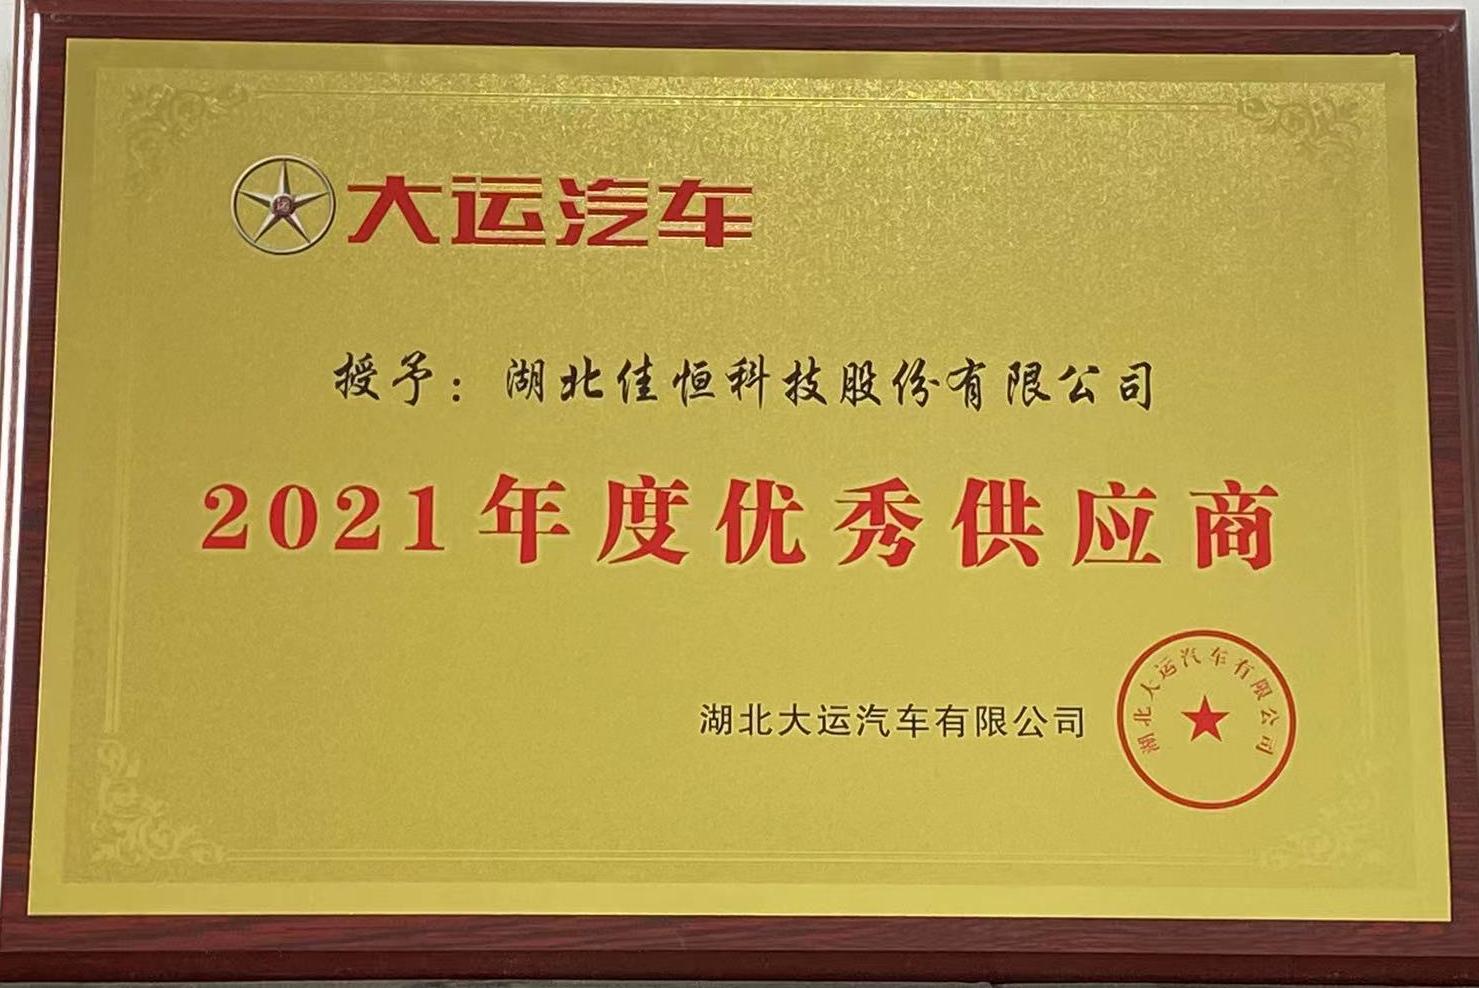 大运汽车
授予：湖北佳恒科技股份有限公司
2021年度优秀供应商
湖北大运汽车有限公司
湖北大运汽车有限公司